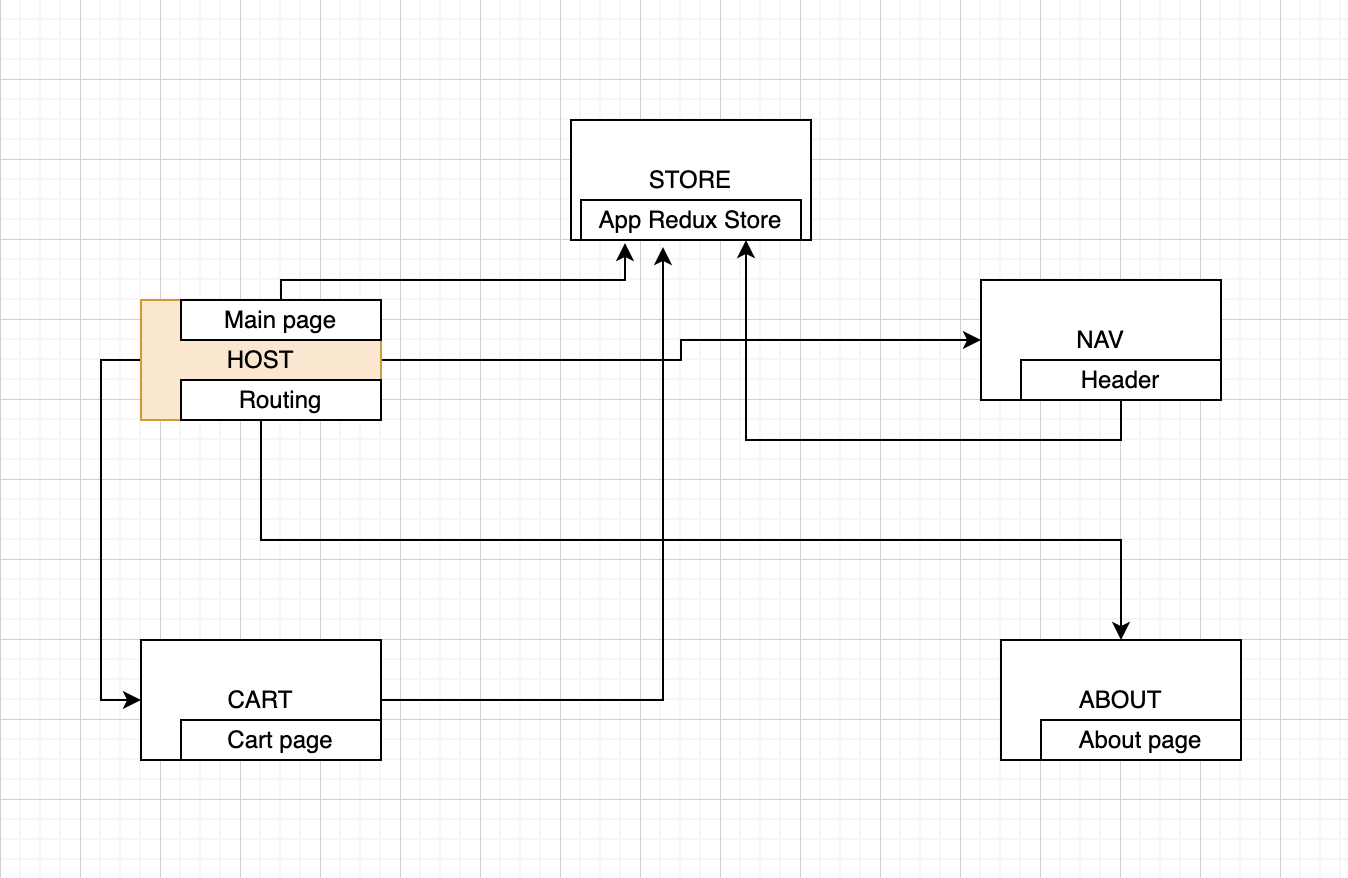 STORE
App Redux Store
Main page
HOST
Routing
NAV
Header
CART
Cart page
ABOUT
About page